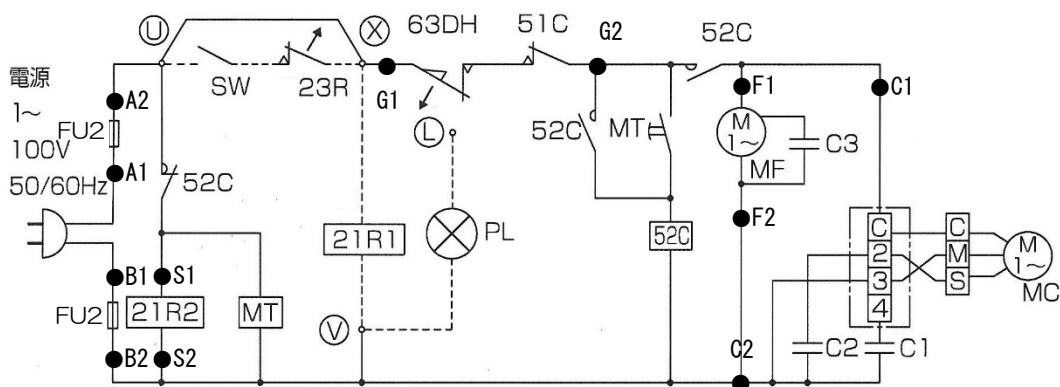 U
X
63DH
51C
G2
52C
電源
1～
100V
50/60Hz
A2
FU2
A1
SW
23R
G1
L
52C
MT
F1
M
1～
MF
C3
C1
52C
F2
21R1
PL
52C
B1
S1
FU2
21R2
MT
B2
S2
V
C
2
3
4
C
M
S
M
1～
MC
C2
C2
C1